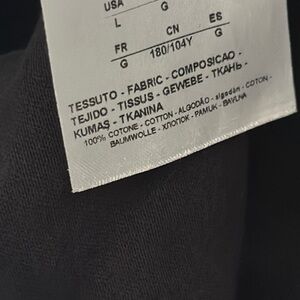 USA
L G
FR CN ES
G 180/104Y G
TESSUTO - FABRIC - COMPOSICAO -
TEJIDO - TISSUS - GEWEBE - ТКАНЬ -
KUMAŞ - TKANINA
100% COTONE - COTTON - ALGODÃO - algodón - COTON -
BAUMWOLLE - ХЛОПОК - PAMUK - BAVLNA